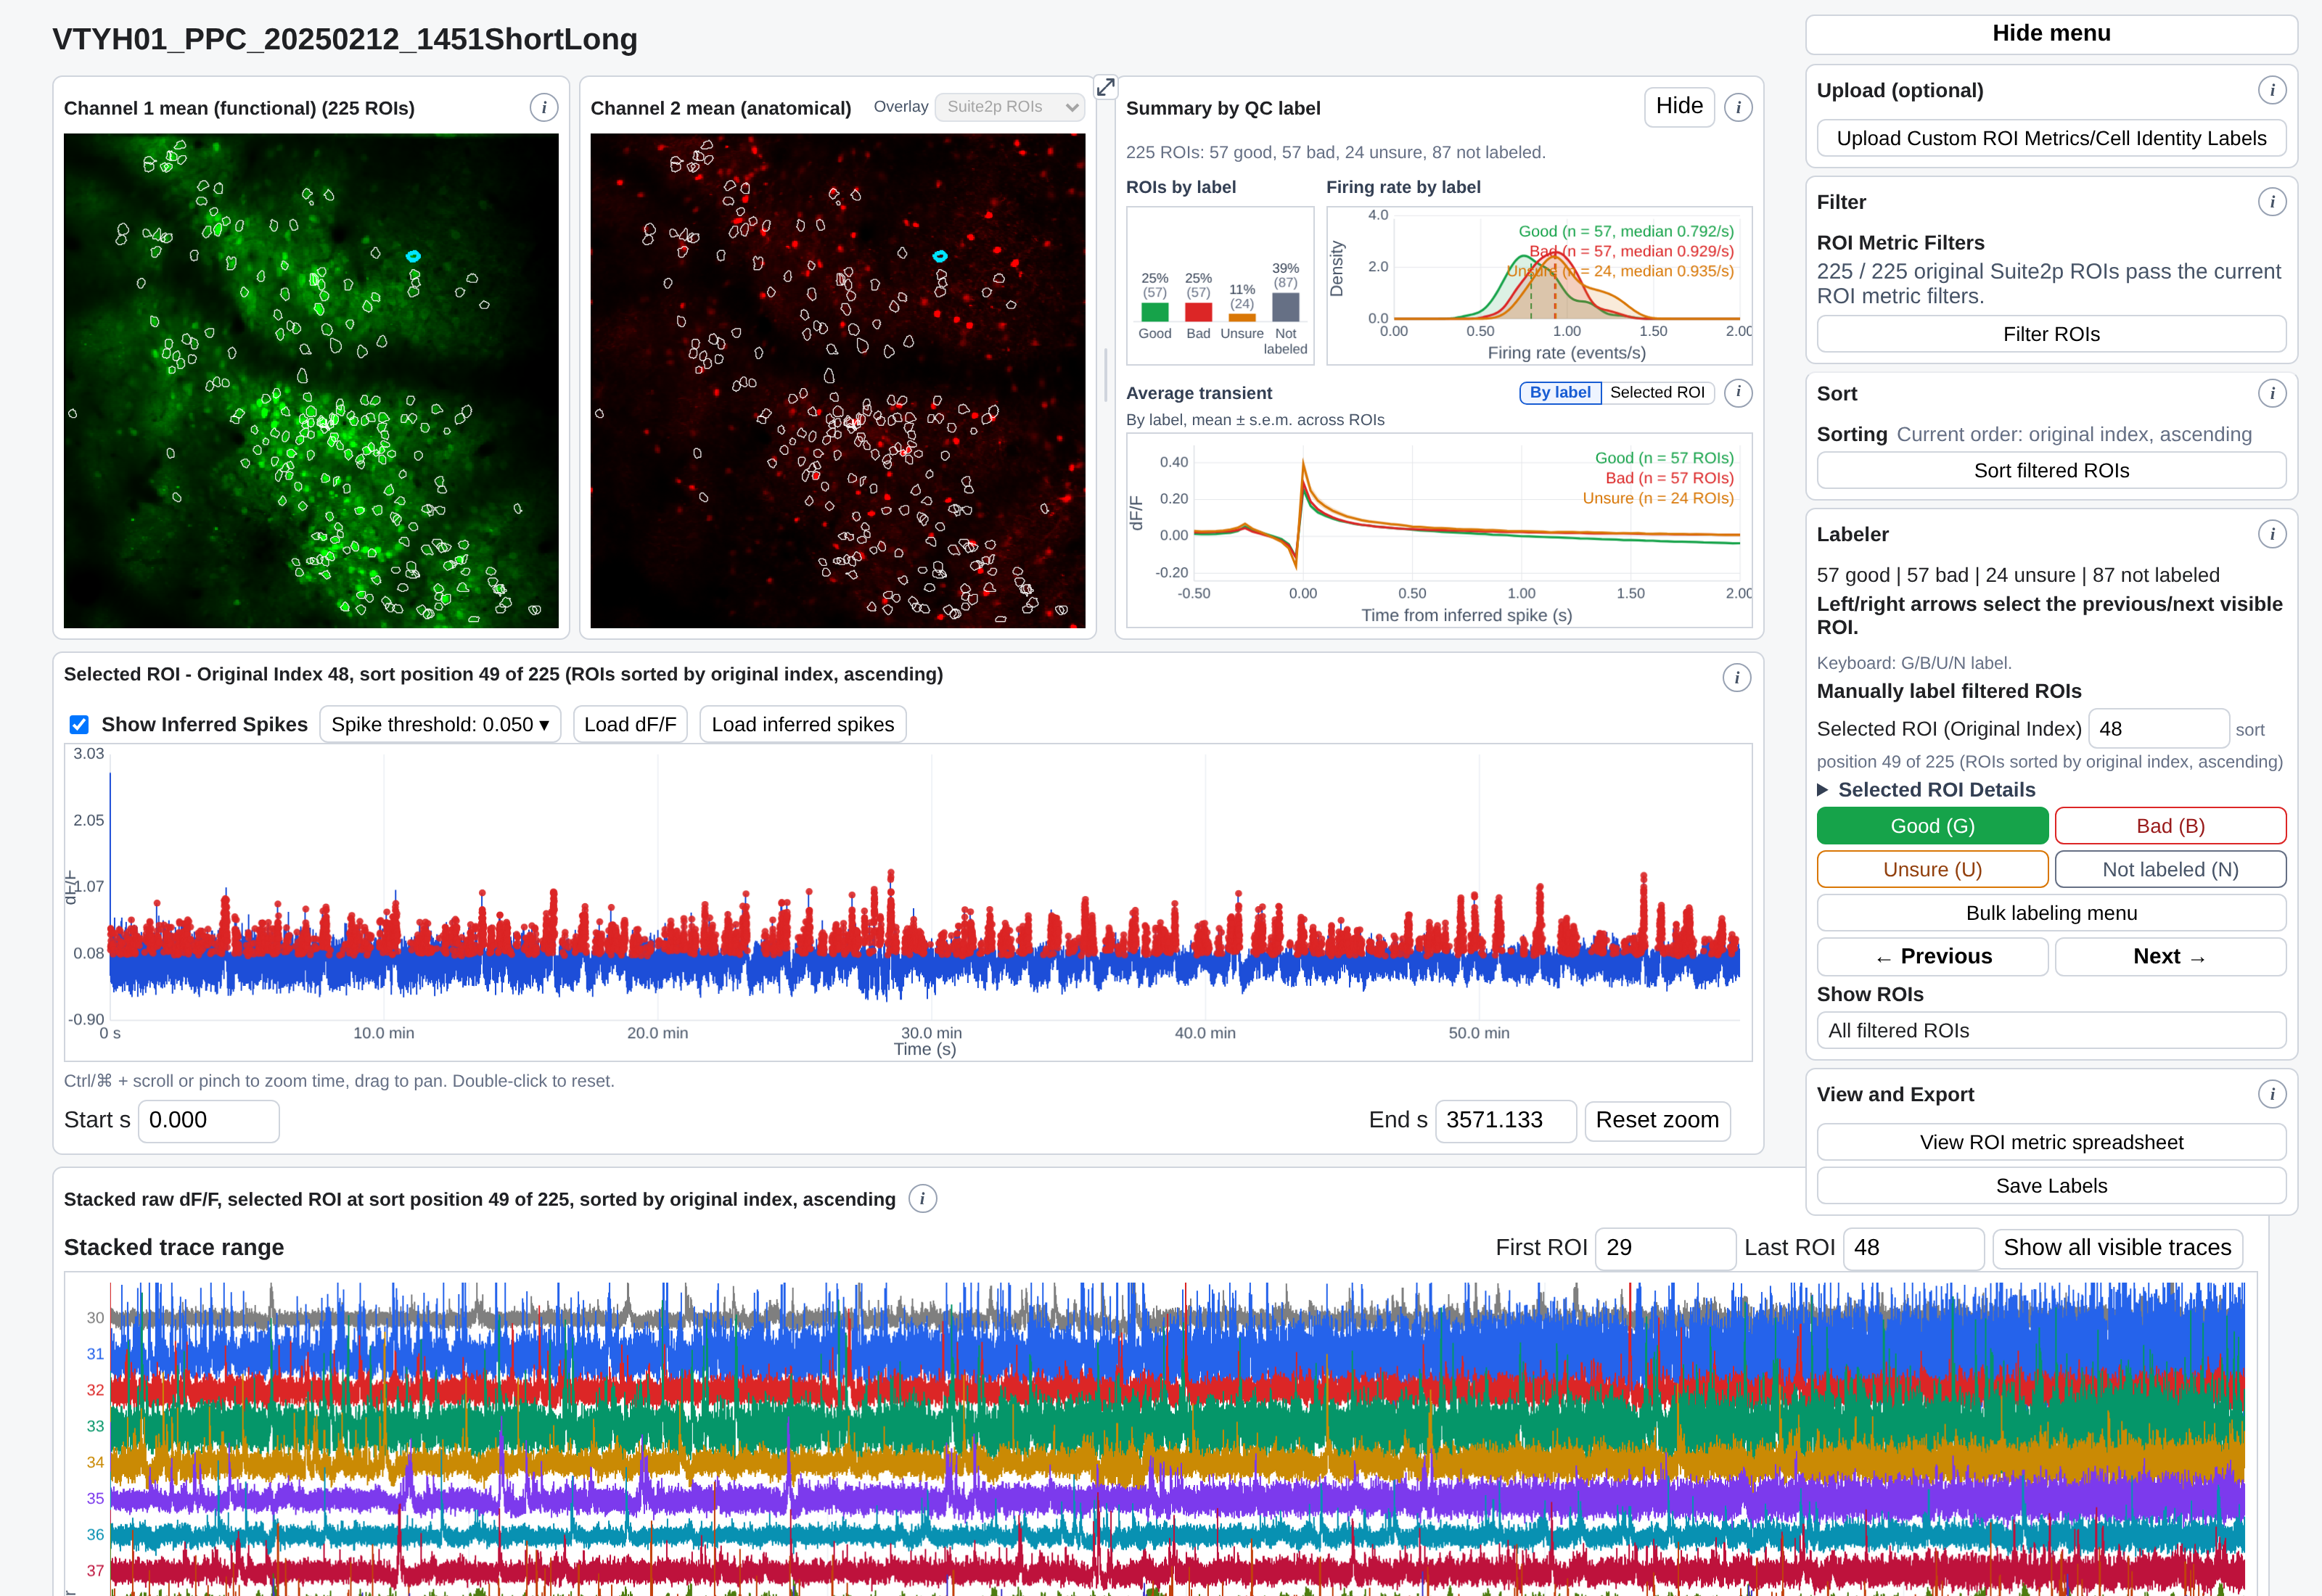 VTYH01_PPC_20250212_1451ShortLong
Channel 1 mean (functional) (225 ROIs)
i
Channel 2 mean (anatomical)
Overlay
Suite2p ROIs
Summary by QC label
Hide
i
225 ROIs: 57 good, 57 bad, 24 unsure, 87 not labeled.
ROIs by label
25%
(57)
25%
(57)
11%
(24)
39%
(87)
Good
Bad
Unsure
Not
labeled
Firing rate by label
4.0
2.0
0.0
Density
Good (n = 57, median 0.792/s)
Bad (n = 57, median 0.929/s)
Unsure (n = 24, median 0.935/s)
0.00
0.50
1.00
1.50
2.00
Firing rate (events/s)
Average transient
By label
Selected ROI
i
By label, mean ± s.e.m. across ROIs
0.40
0.20
0.00
-0.20
dF/F
Good (n = 57 ROIs)
Bad (n = 57 ROIs)
Unsure (n = 24 ROIs)
-0.50
0.00
0.50
1.00
1.50
2.00
Time from inferred spike (s)
Selected ROI - Original Index 48, sort position 49 of 225 (ROIs sorted by original index, ascending)
i
Show Inferred Spikes
Spike threshold: 0.050 ▾
Load dF/F
Load inferred spikes
3.03
2.05
1.07
0.08
-0.90
dF/F
0 s
10.0 min
20.0 min
30.0 min
40.0 min
50.0 min
Time (s)
Ctrl/⌘ + scroll or pinch to zoom time, drag to pan. Double-click to reset.
Start s
0.000
End s
3571.133
Reset zoom
Stacked raw dF/F, selected ROI at sort position 49 of 225, sorted by original index, ascending
i
Stacked trace range
First ROI
29
Last ROI
48
Show all visible traces
30
31
32
33
34
35
36
37
Hide menu
Upload (optional)
i
Upload Custom ROI Metrics/Cell Identity Labels
Filter
i
ROI Metric Filters
225 / 225 original Suite2p ROIs pass the current
ROI metric filters.
Filter ROIs
Sort
i
Sorting Current order: original index, ascending
Sort filtered ROIs
Labeler
i
57 good | 57 bad | 24 unsure | 87 not labeled
Left/right arrows select the previous/next visible
ROI.
Keyboard: G/B/U/N label.
Manually label filtered ROIs
Selected ROI (Original Index)
48
sort
position 49 of 225 (ROIs sorted by original index, ascending)
▶ Selected ROI Details
Good (G)
Bad (B)
Unsure (U)
Not labeled (N)
Bulk labeling menu
← Previous
Next →
Show ROIs
All filtered ROIs
View and Export
i
View ROI metric spreadsheet
Save Labels